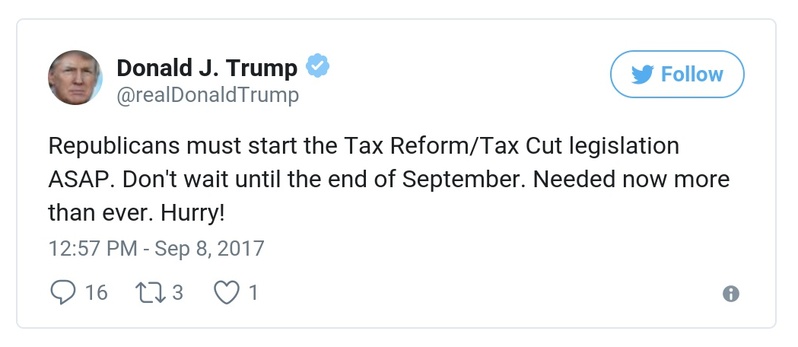 Donald J. Trump
@realDonaldTrump
Follow
Republicans must start the Tax Reform/Tax Cut legislation
ASAP. Don't wait until the end of September. Needed now more
than ever. Hurry!
12:57 PM - Sep 8, 2017
16 3 1